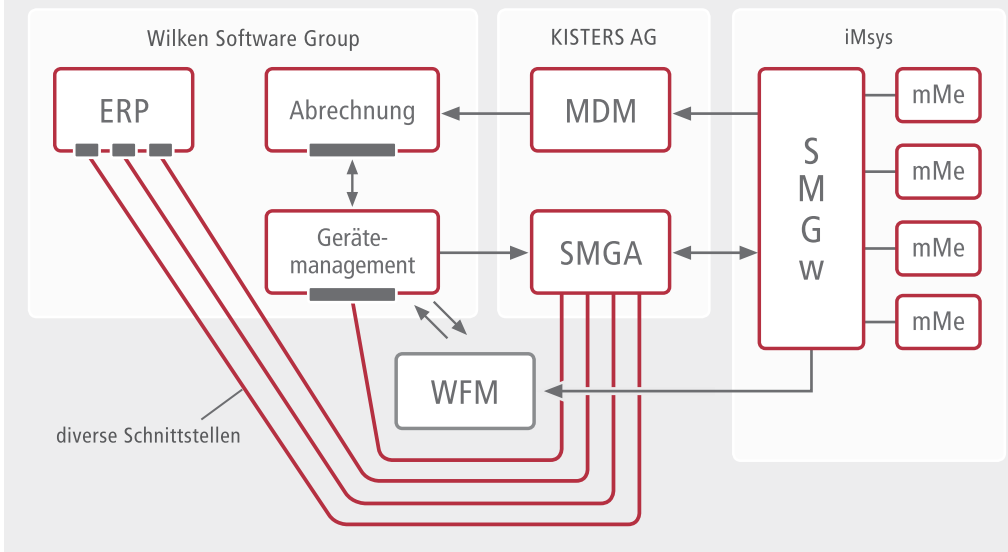 Wilken Software Group
KISTERS AG
iMsys
ERP
Abrechnung
MDM
S
M
G
w
mMe
mMe
mMe
mMe
Geräte-
management
SMGA
WFM
diverse Schnittstellen